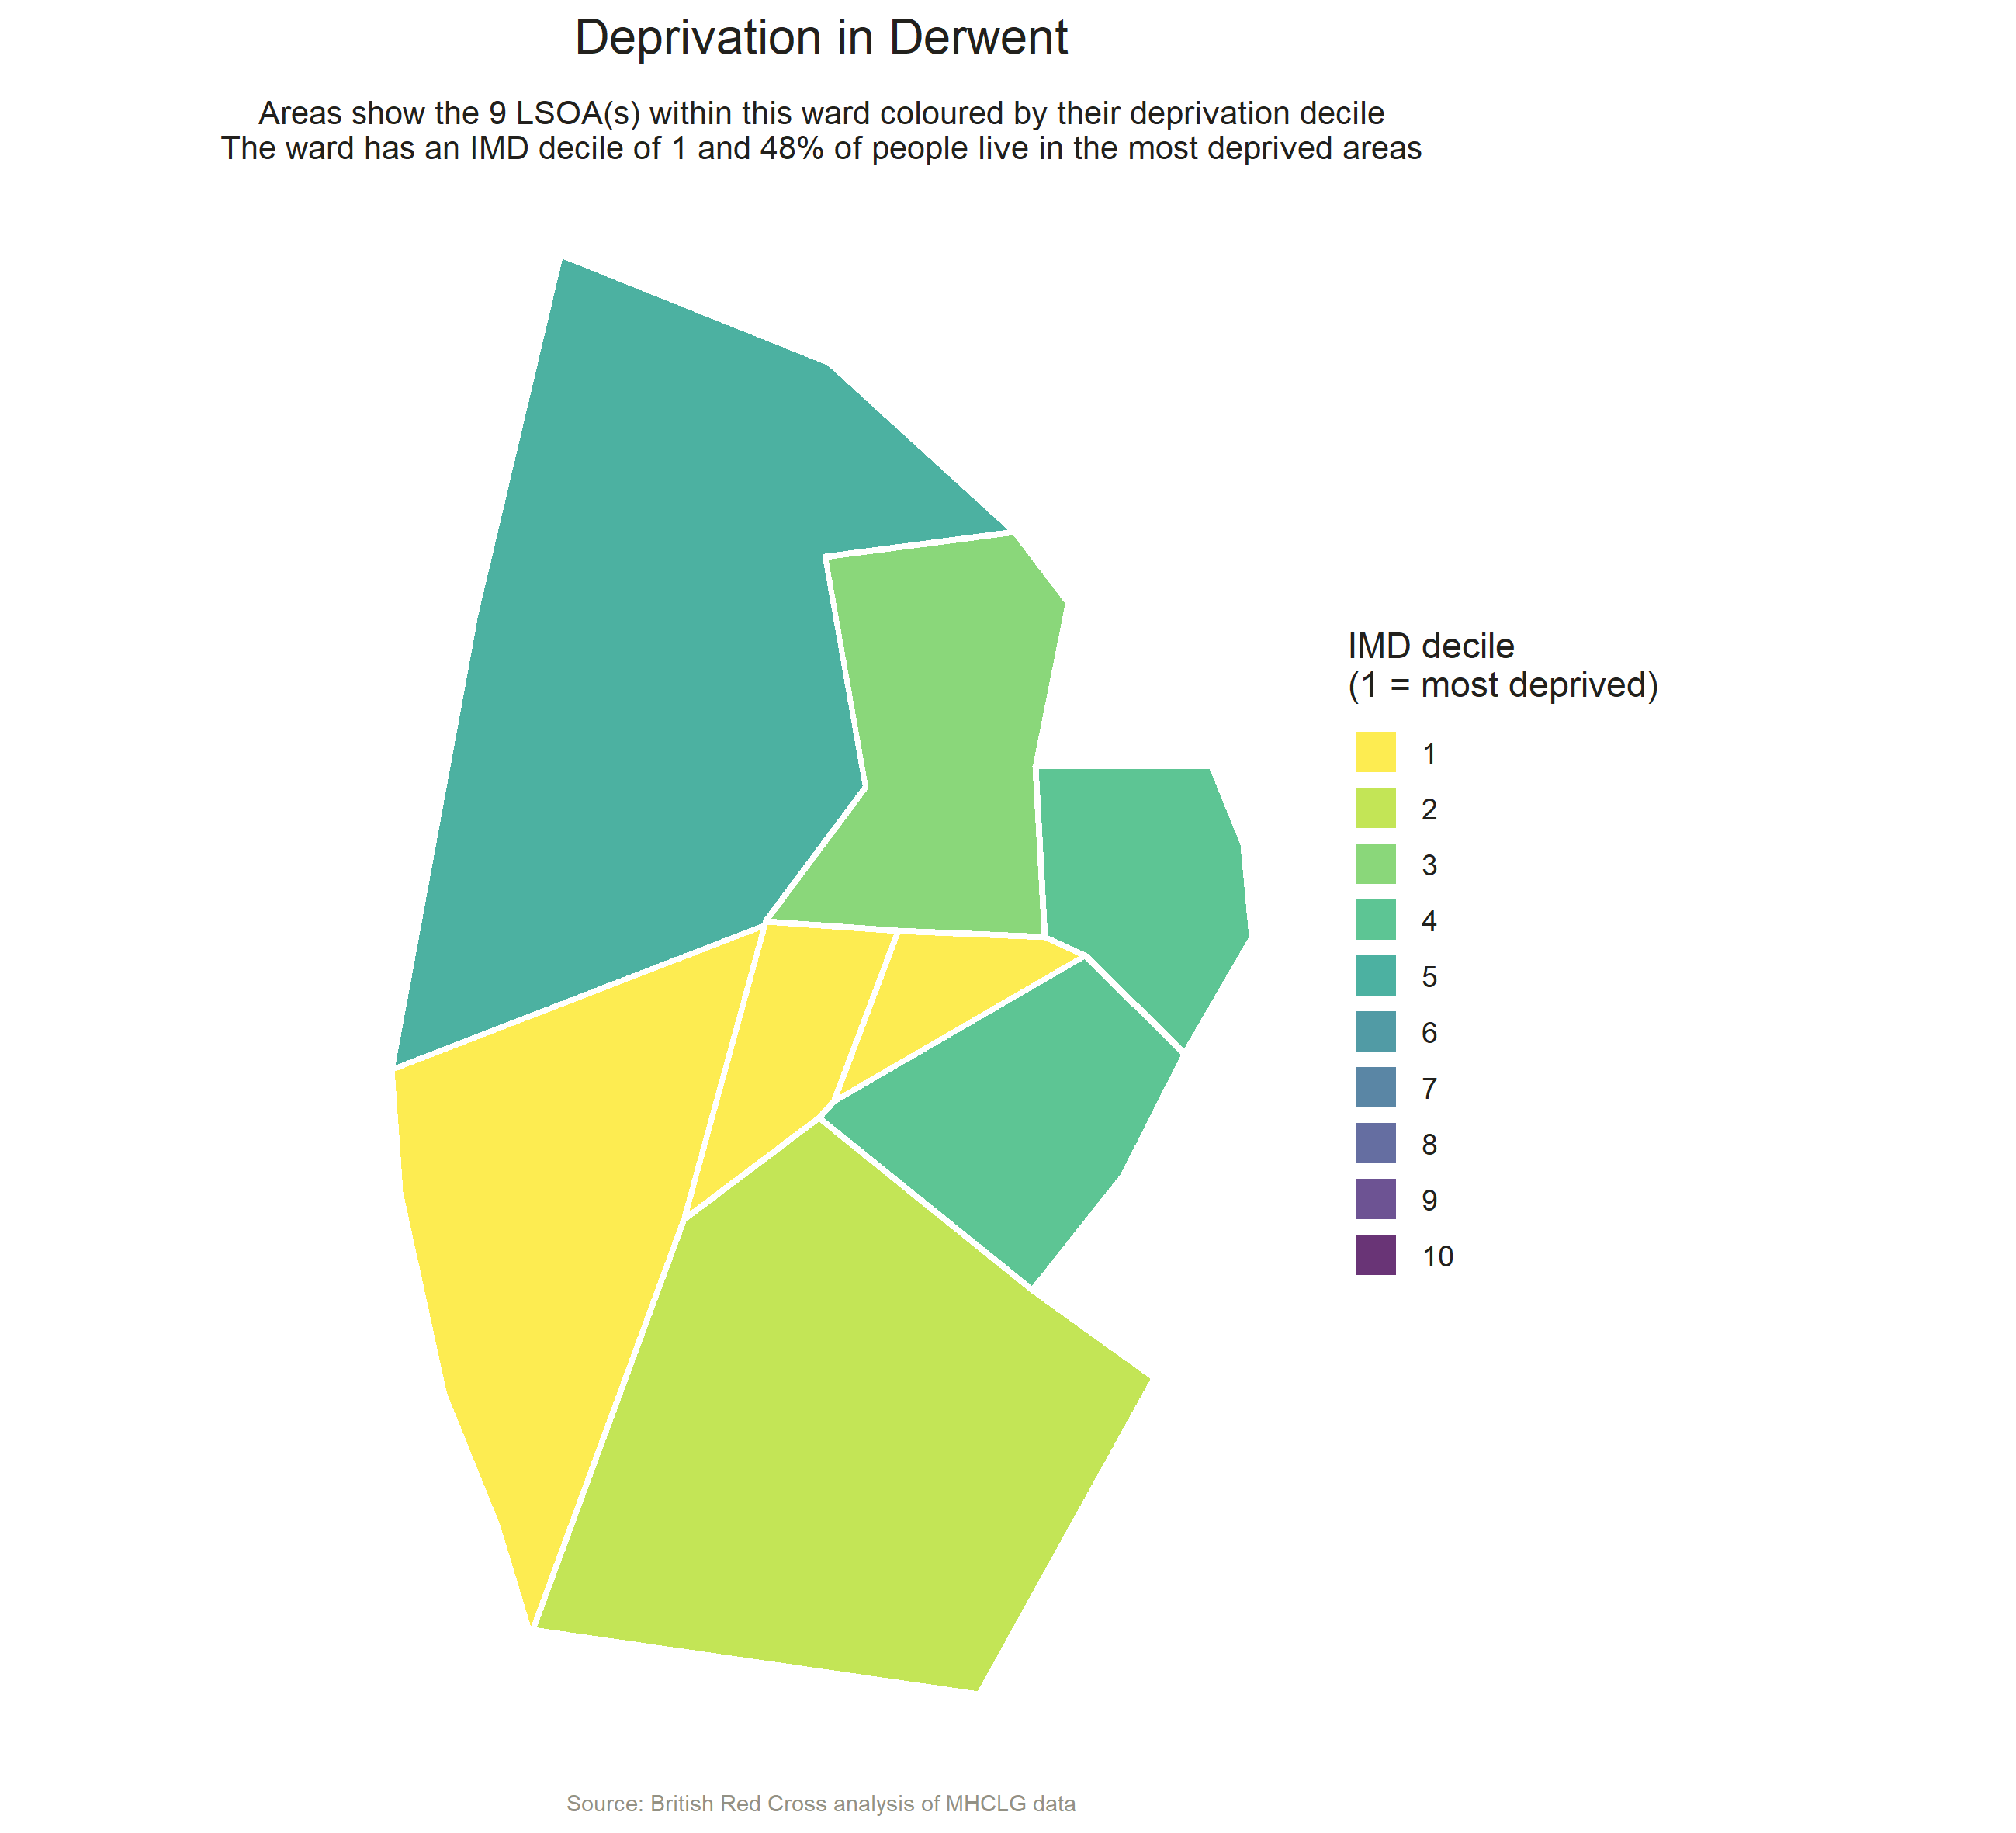 Deprivation in Derwent
Areas show the 9 LSOA(s) within this ward coloured by their deprivation decile
The ward has an IMD decile of 1 and 48% of people live in the most deprived areas
IMD decile
(1 = most deprived)
1
2
3
4
5
6
7
8
9
10
Source: British Red Cross analysis of MHCLG data